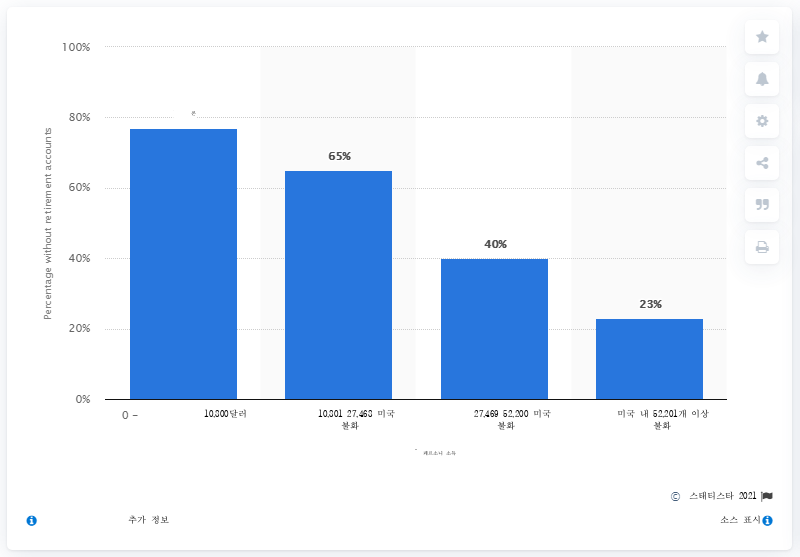 100%
80%
60%
40%
20%
0%
Percentage without retirement accounts
65%
40%
23%
0 – 10,800달러
10,801 27,468 미국
불화
27,469 52,200 미국
불화
미국 내 52,201개 이상
불화
© 스태티스타 2021
추가 정보
소스 표시